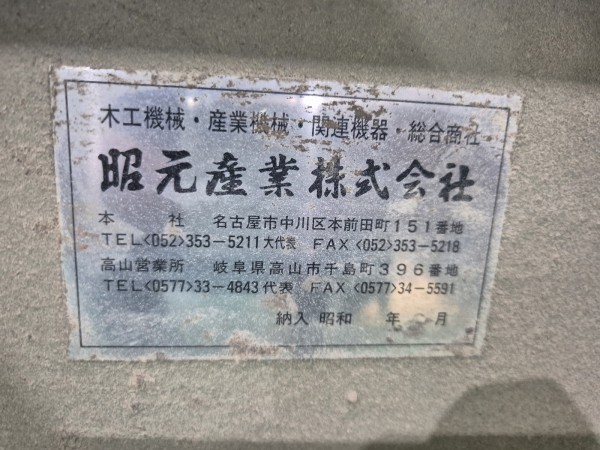 木工機械・産業機械・関連機器・総合商社
昭元産業株式会社
本　　社　名古屋市中川区本前田町151番地
TEL<052>353-5211大代表　FAX<052>353-5218
高山営業所　岐阜県高山市千島町396番地
TEL<0577>33-4843代表　FAX<0577>34-5591
納入 昭和　　年　　月